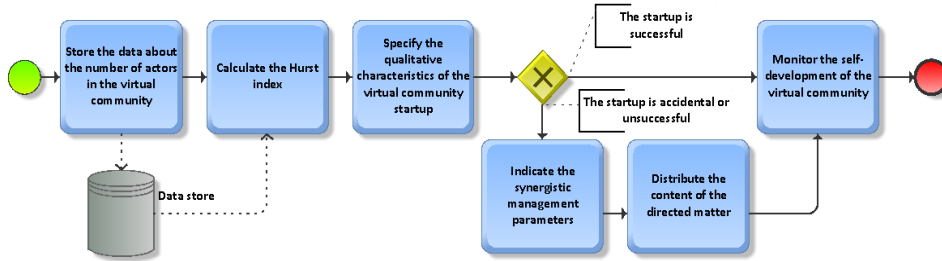 Store the data about
the number of actors
in the virtual
community
Calculate the Hurst
index
Specify the
qualitative
characteristics of the
virtual community
startup
The startup is
successful
Monitor the self-
development of the
virtual community
The startup is accidental or
unsuccessful
Indicate the
synergistic
management
parameters
Distribute the
content of the
directed matter
Data store